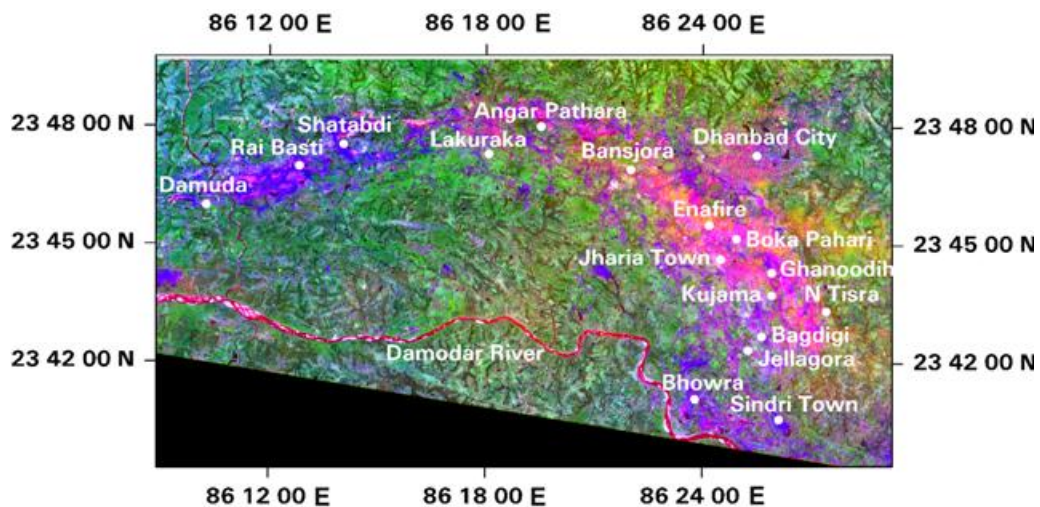 86 12 00 E 86 18 00 E 86 24 00 E
23 48 00 N
23 48 00 N
Angar Pathara
Shatabdi
Lakuraka
Dhanbad City
Rai Basti
Bansjora
Damuda
Enafire
23 45 00 N
Boka Pahari
23 45 00 N
Jharia Town
Ghanoodih
Kujama
N Tisra
Bagdigi
23 42 00 N
Damodar River
Jellagora
23 42 00 N
Bhowra
Sindri Town
86 12 00 E 86 18 00 E 86 24 00 E